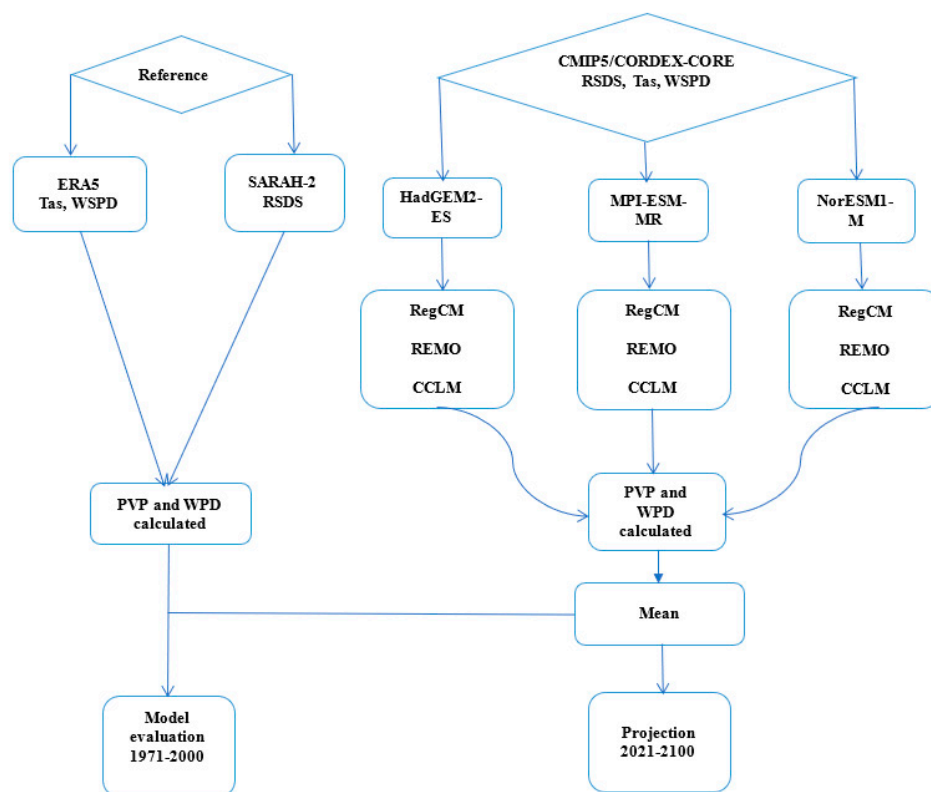 Reference
CMIP5/CORDEX-CORE
RSDS, Tas, WSPD
ERA5
Tas, WSPD
SARAH-2
RSDS
HadGEM2-
ES
MPI-ESM-
MR
NorESM1-
M
RegCM
REMO
CCLM
RegCM
REMO
CCLM
RegCM
REMO
CCLM
PVP and WPD
calculated
PVP and
WPD
calculated
Mean
Model
evaluation
1971-2000
Projection
2021-2100